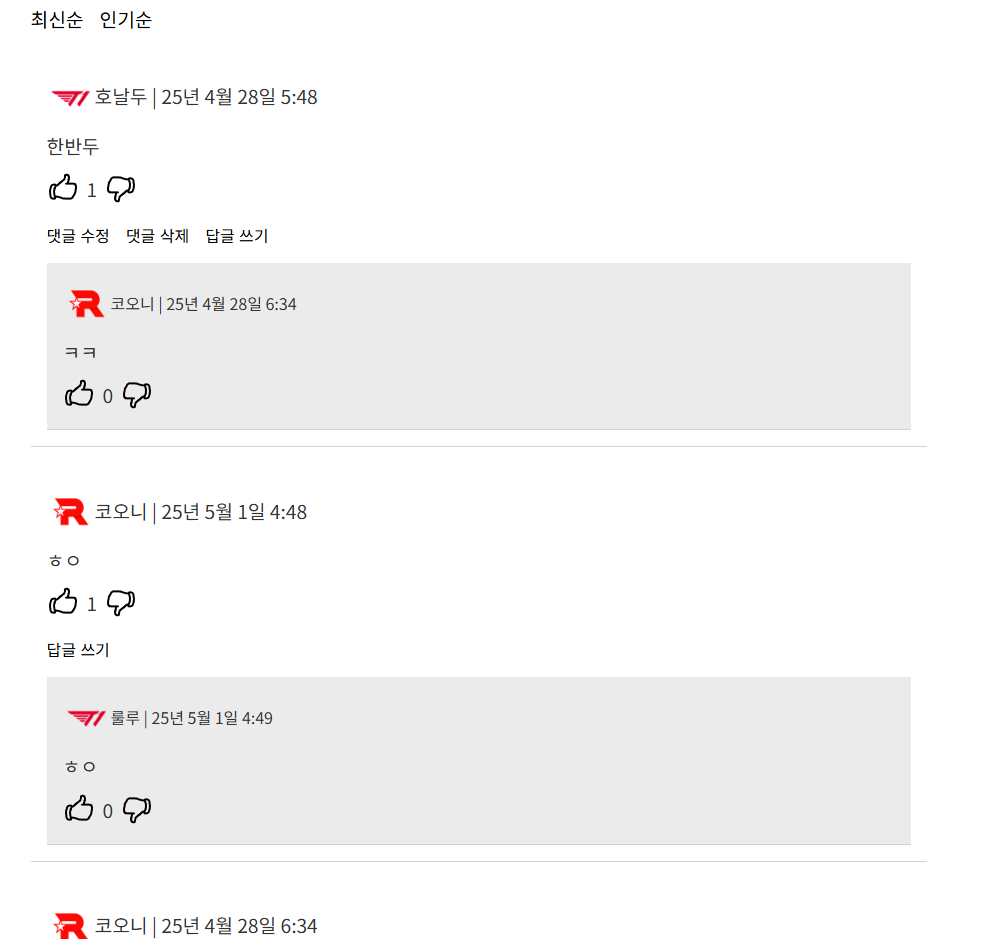 최신순 인기순
호날두 | 25년 4월 28일 5:48
한반두
1
댓글 수정 댓글 삭제 답글 쓰기
코오니 | 25년 4월 28일 6:34
ㅋㅋ
0
코오니 | 25년 5월 1일 4:48
ㅎㅇ
1
답글 쓰기
룰루 | 25년 5월 1일 4:49
ㅎㅇ
0
코오니 | 25년 4월 28일 6:34